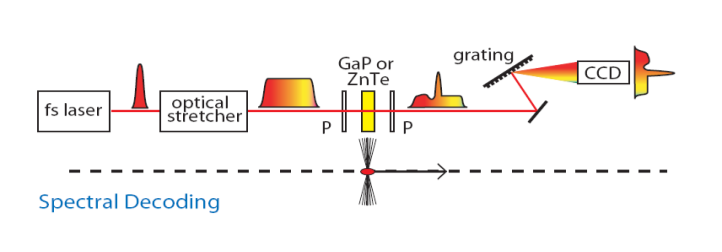 GaP or
ZnTe
grating
fs laser
optical
stretcher
P
P
CCD
Spectral Decoding